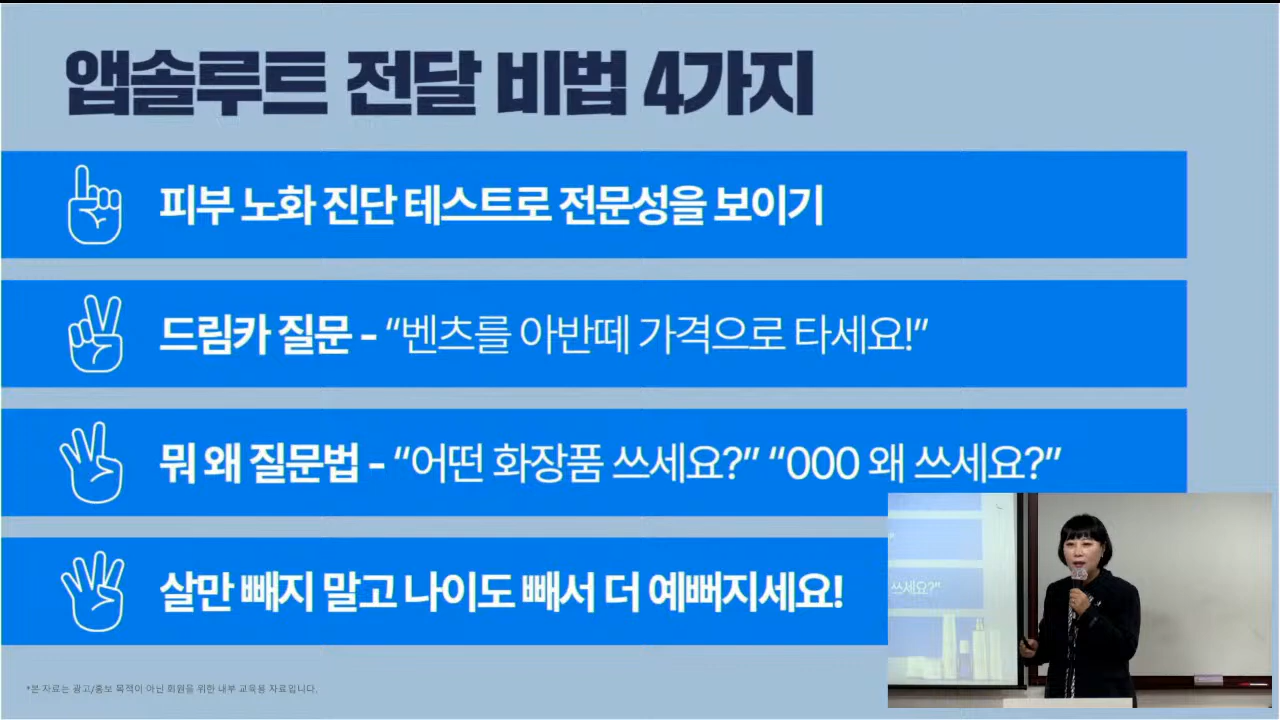 앱솔루트 전달 비법 4가지
피부 노화 진단 테스트로 전문성을 보이기
드림카 질문 - “벤츠를 아반떼 가격으로 타세요!”
뭐 왜 질문법 - “어떤 화장품 쓰세요?” “000 왜 쓰세요?”
살만 빼지 말고 나이도 빼서 더 예뻐지세요!
쓰세요?”
*본 자료는 광고/홍보 목적이 아닌 회원을 위한 내부 교육용 자료입니다.